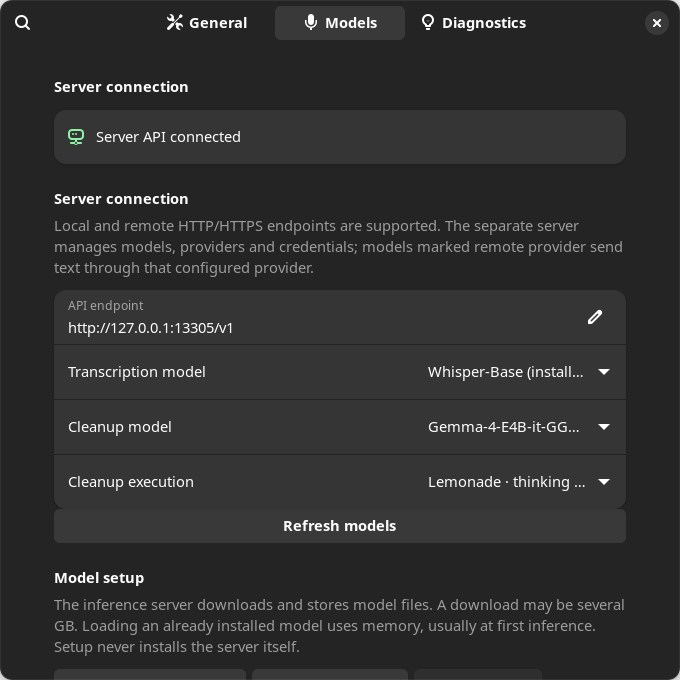 General
Models
Diagnostics
Server connection
Server API connected
Server connection
Local and remote HTTP/HTTPS endpoints are supported. The separate server
manages models, providers and credentials; models marked remote provider send
text through that configured provider.
API endpoint
http://127.0.0.1:13305/v1
Transcription model
Whisper-Base (install...
Cleanup model
Gemma-4-E4B-it-GG...
Cleanup execution
Lemonade · thinking ...
Refresh models
Model setup
The inference server downloads and stores model files. A download may be several
GB. Loading an already installed model uses memory, usually at first inference.
Setup never installs the server itself.